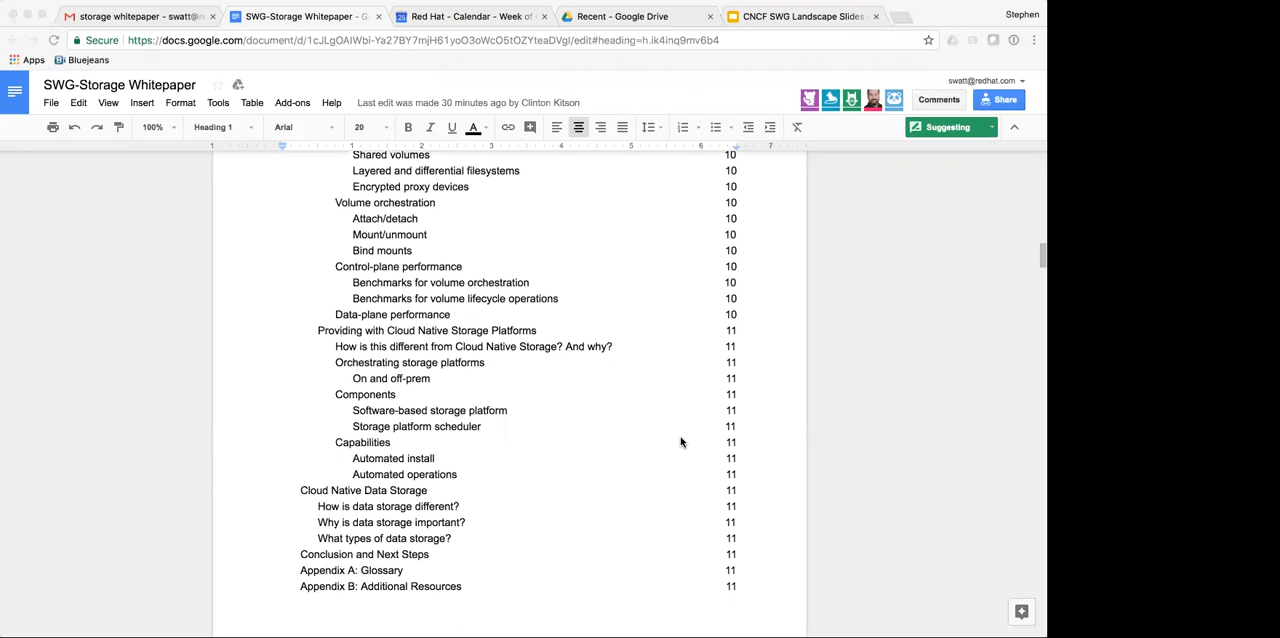 storage whitepaper - swatt@r
SWG-Storage Whitepaper - G
Red Hat - Calendar - Week of
Recent - Google Drive
CNCF SWG Landscape Slides
Stephen
Secure https://docs.google.com/document/d/1cJLgOAIWbi-Ya27BY7mjH61yoO3oWcO5tOZYteaDVgI/edit#heading=h.ik4inq9mv6b4
Apps Bluejeans
SWG-Storage Whitepaper
swatt@redhat.com
File Edit View Insert Format Tools Table Add-ons Help Last edit was made 30 minutes ago by Clinton Kitson
Comments Share
100% Heading 1 Arial 20 B I U A Suggesting
1 1 2 3 4 5 6 7
Shared volumes 10
Layered and differential filesystems 10
Encrypted proxy devices 10
Volume orchestration 10
Attach/detach 10
Mount/unmount 10
Bind mounts 10
Control-plane performance 10
Benchmarks for volume orchestration 10
Benchmarks for volume lifecycle operations 10
Data-plane performance 10
Providing with Cloud Native Storage Platforms 11
How is this different from Cloud Native Storage? And why? 11
Orchestrating storage platforms 11
On and off-prem 11
Components 11
Software-based storage platform 11
Storage platform scheduler 11
Capabilities 11
Automated install 11
Automated operations 11
Cloud Native Data Storage 11
How is data storage different? 11
Why is data storage important? 11
What types of data storage? 11
Conclusion and Next Steps 11
Appendix A: Glossary 11
Appendix B: Additional Resources 11